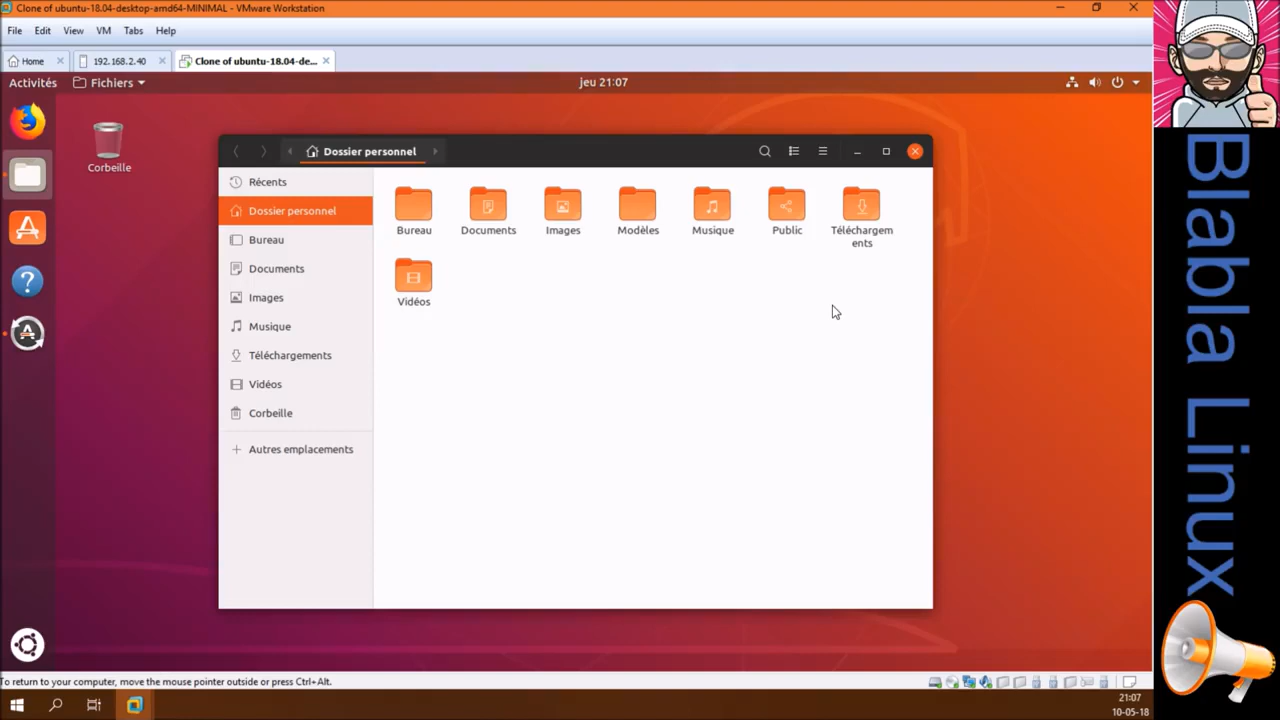 Clone of ubuntu-18.04-desktop-amd64-MINIMAL - VMware Workstation
File Edit View VM Tabs Help
Home 192.168.2.40 Clone of ubuntu-18.04-de...
Activités Fichiers jeu 21:07
Corbeille
Dossier personnel
Récents
Dossier personnel
Bureau
Documents
Images
Musique
Téléchargements
Vidéos
Corbeille
Autres emplacements
Bureau Documents Images Modèles Musique Public Téléchargem
ents
Vidéos
To return to your computer, move the mouse pointer outside or press Ctrl+Alt.
21:07
10-05-18
Blabla Linux